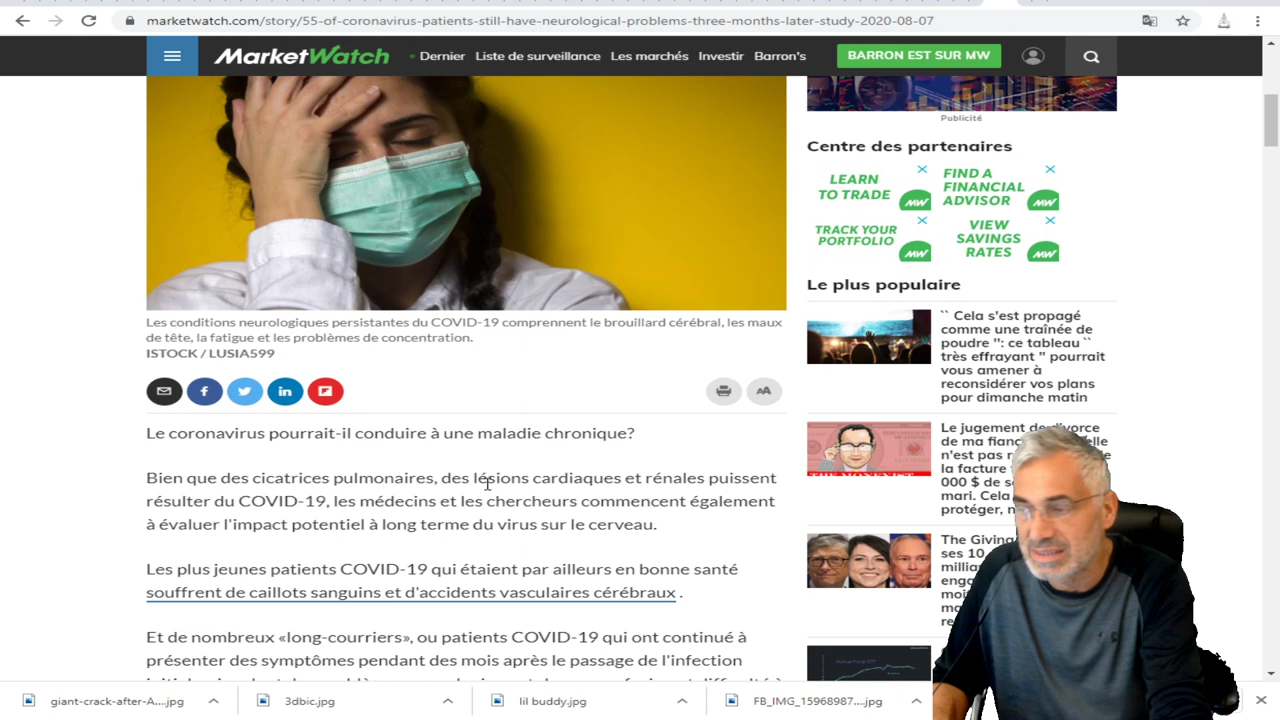 marketwatch.com/story/55-of-coronavirus-patients-still-have-neurological-problems-three-months-later-study-2020-08-07
MarketWatch
Dernier Liste de surveillance Les marchés Investir Barron's
BARRON EST SUR MW
Publicité
Les conditions neurologiques persistantes du COVID-19 comprennent le brouillard cérébral, les maux
de tête, la fatigue et les problèmes de concentration.
ISTOCK / LUSIA599
in
AA
Le coronavirus pourrait-il conduire à une maladie chronique?
Bien que des cicatrices pulmonaires, des lésions cardiaques et rénales puissent
résulter du COVID-19, les médecins et les chercheurs commencent également
à évaluer l'impact potentiel à long terme du virus sur le cerveau.
Les plus jeunes patients COVID-19 qui étaient par ailleurs en bonne santé
souffrent de caillots sanguins et d'accidents vasculaires cérébraux .
Et de nombreux «long-courriers», ou patients COVID-19 qui ont continué à
présenter des symptômes pendant des mois après le passage de l'infection
Centre des partenaires
LEARN
TO TRADE
MW
FIND A
FINANCIAL
ADVISOR
MW
TRACK YOUR
PORTFOLIO
MW
VIEW
SAVINGS
RATES
MW
Le plus populaire
`` Cela s'est propagé
comme une traînée de
poudre '': ce tableau ``
très effrayant '' pourrait
vous amener à
reconsidérer vos plans
pour dimanche matin
Le jugement de divorce
de ma
n'est pas
la facture
000 $ de
mari. Cela
protéger,
The Giving
ses 10
giant-crack-after-A....jpg
3dbic.jpg
lil buddy.jpg
FB_IMG_15968987....jpg